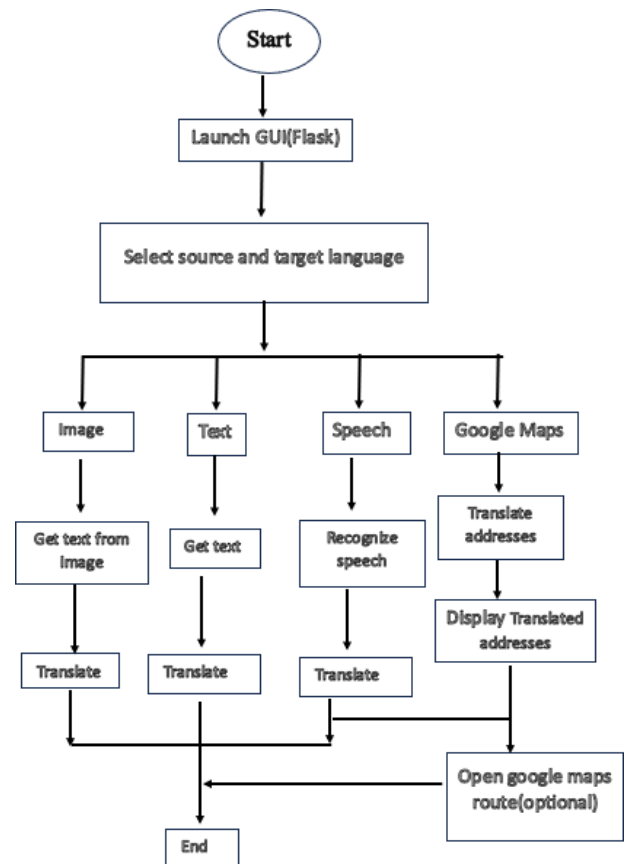 Start
Launch GUI(Flask)
Select source and target language
Image
Text
Speech
Google Maps
Get text from
image
Get text
Recognize
speech
Translate
addresses
Display Translated
addresses
Translate
Translate
Translate
Open google maps
route(optional)
End